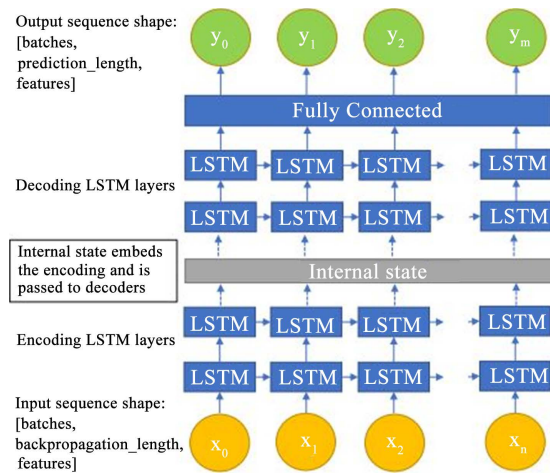 Output sequence shape:
[batches,
prediction_length,
features]
y0 y1 y2 ym
Fully Connected
Decoding LSTM layers
LSTM LSTM LSTM LSTM
LSTM LSTM LSTM LSTM
Internal state embeds
the encoding and is
passed to decoders
Internal state
Encoding LSTM layers
LSTM LSTM LSTM LSTM
LSTM LSTM LSTM LSTM
Input sequence shape:
[batches,
backpropagation_length,
features]
x0 x1 x2 xn